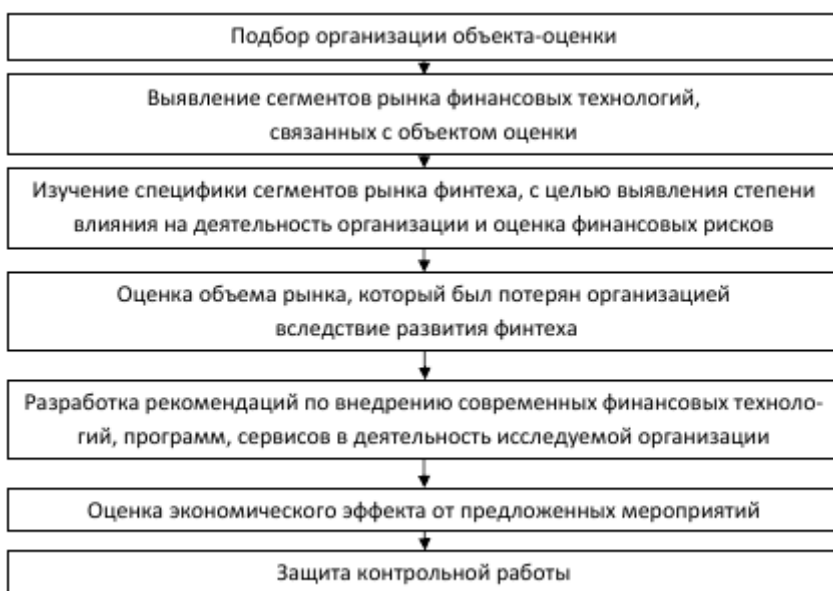 Подбор организации объекта-оценки
Выявление сегментов рынка финансовых технологий,
связанных с объектом оценки
Изучение специфики сегментов рынка финтеха, с целью выявления степени
влияния на деятельность организации и оценка финансовых рисков
Оценка объема рынка, который был потерян организацией
вследствие развития финтеха
Разработка рекомендаций по внедрению современных финансовых техноло-
гий, программ, сервисов в деятельность исследуемой организации
Оценка экономического эффекта от предложенных мероприятий
Защита контрольной работы